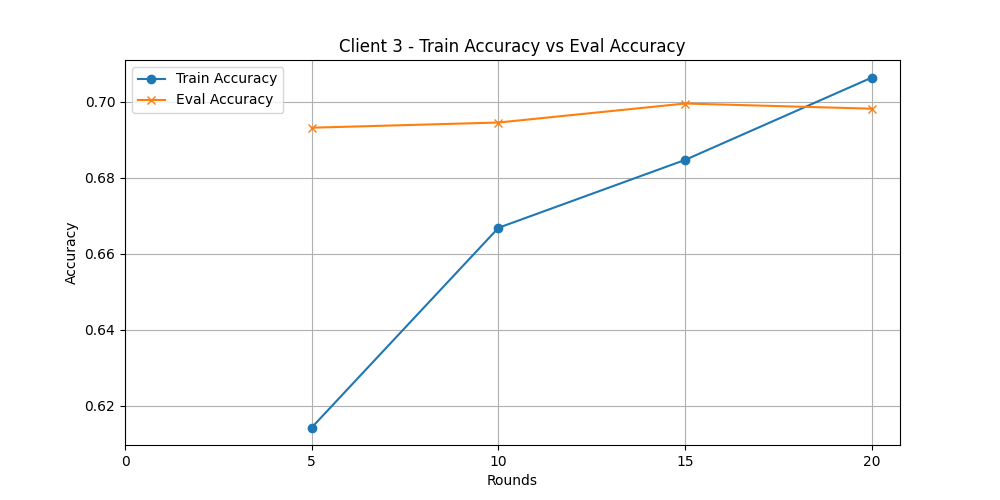 Client 3 - Train Accuracy vs Eval Accuracy
Train Accuracy
Eval Accuracy
0.70
0.68
0.66
0.64
0.62
Accuracy
0 5 10 15 20
Rounds